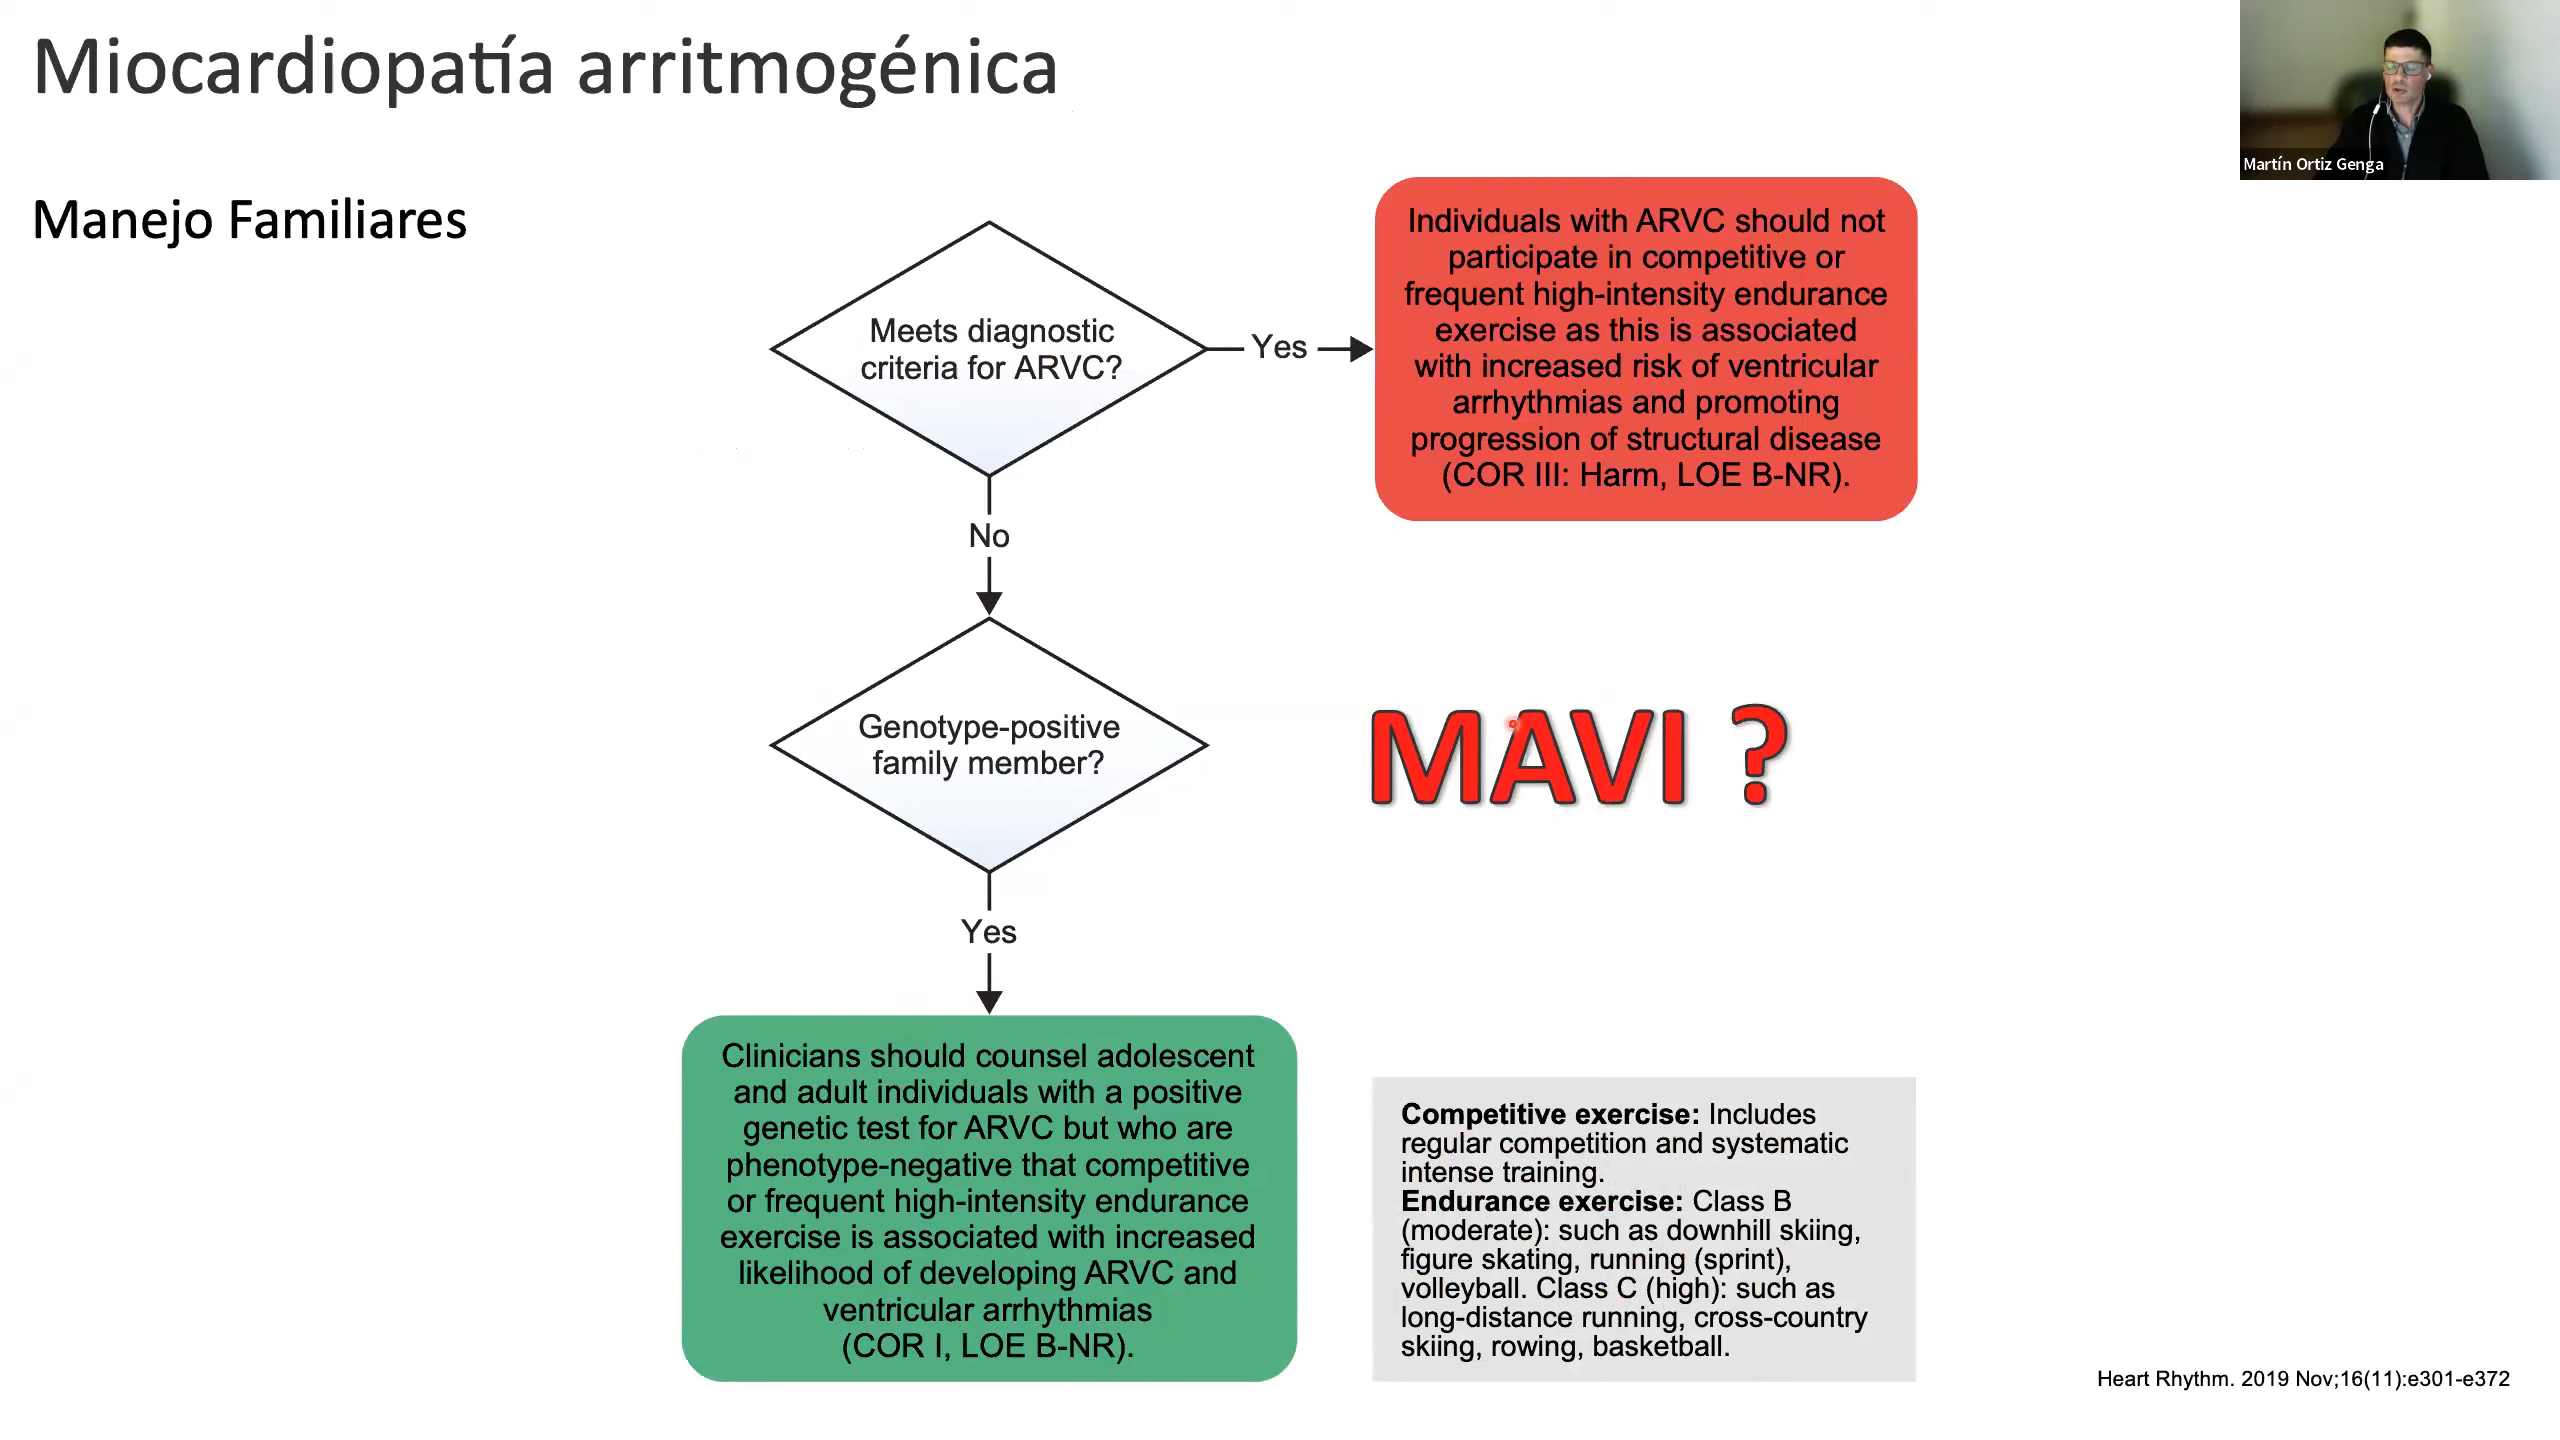 Miocardiopatía arritmogénica
Martín Ortiz Genga
Manejo Familiares
Meets diagnostic
criteria for ARVC?
Yes
Individuals with ARVC should not
participate in competitive or
frequent high-intensity endurance
exercise as this is associated
with increased risk of ventricular
arrhythmias and promoting
progression of structural disease
(COR III: Harm, LOE B-NR).
No
Genotype-positive
family member?
MAVI ?
Yes
Clinicians should counsel adolescent
and adult individuals with a positive
genetic test for ARVC but who are
phenotype-negative that competitive
or frequent high-intensity endurance
exercise is associated with increased
likelihood of developing ARVC and
ventricular arrhythmias
(COR I, LOE B-NR).
Competitive exercise: Includes
regular competition and systematic
intense training.
Endurance exercise: Class B
(moderate): such as downhill skiing,
figure skating, running (sprint),
volleyball. Class C (high): such as
long-distance running, cross-country
skiing, rowing, basketball.
Heart Rhythm. 2019 Nov;16(11):e301-e372